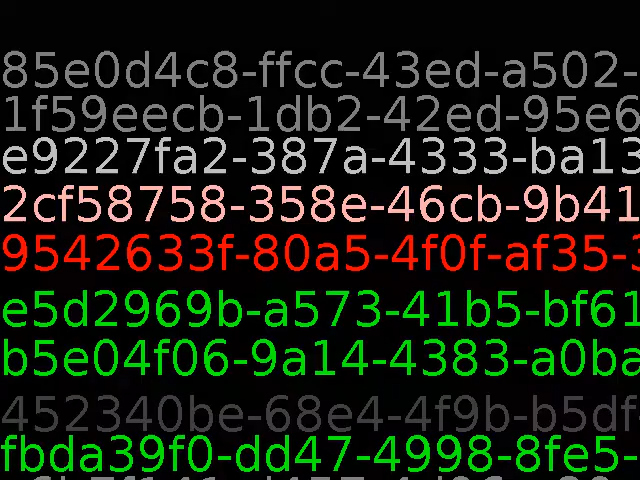 85e0d4c8-ffcc-43ed-a502-
1f59eecb-1db2-42ed-95e6
e9227fa2-387a-4333-ba13
2cf58758-358e-46cb-9b41
9542633f-80a5-4f0f-af35-3
e5d2969b-a573-41b5-bf61
b5e04f06-9a14-4383-a0ba
452340be-68e4-4f9b-b5df
fbda39f0-dd47-4998-8fe5-